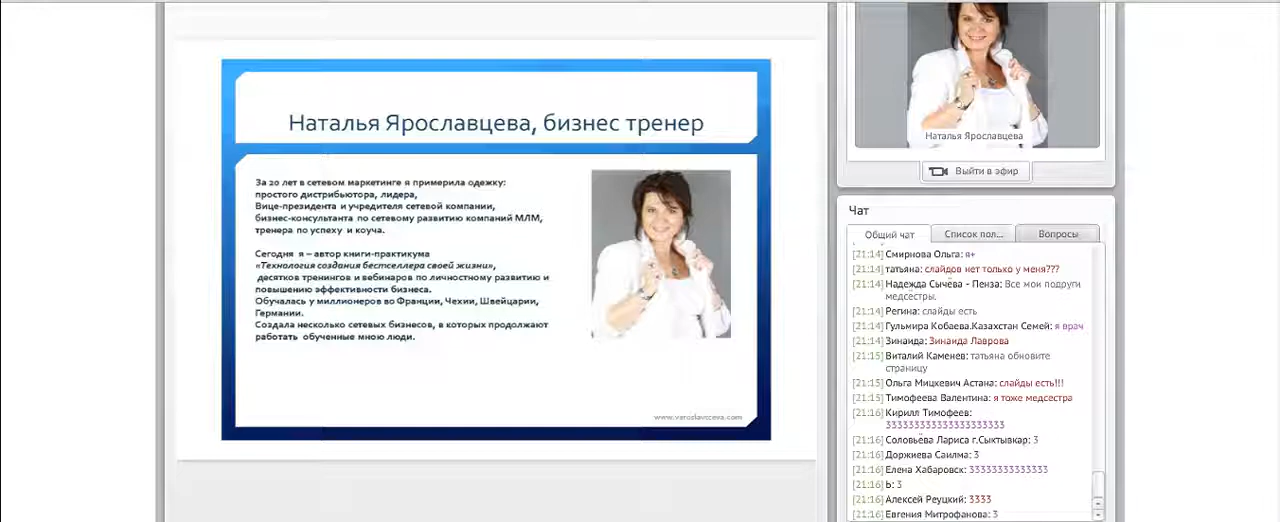 Наталья Ярославцева, бизнес тренер
За 20 лет в сетевом маркетинге я примерила одежку:
простого дистрибьютора, лидера,
Вице-президента и учредителя сетевой компании,
бизнес-консультанта по сетевому развитию компаний МЛМ,
тренера по успеху и коуча.
Сегодня я – автор книги-практикума
«Технология создания бестселлера своей жизни»,
десятков тренингов и вебинаров по личностному развитию и
повышению эффективности бизнеса.
Обучалась у миллионеров во Франции, Чехии, Швейцарии,
Германии.
Создала несколько сетевых бизнесов, в которых продолжают
работать обученные мною люди.
www.yaroslavceva.com
Наталья Ярославцева
Выйти в эфир
Чат
Общий чат
Список пол...
Вопросы
[21:14] Смирнова Ольга: я+
[21:14] татьяна: слайдов нет только у меня???
[21:14] Надежда Сычёва - Пенза: Все мои подруги
медсестры.
[21:14] Регина: слайды есть
[21:14] Гульмира Кобаева.Казахстан Семей: я врач
[21:14] Зинаида: Зинаида Лаврова
[21:15] Виталий Каменев: татьяна обновите
страницу
[21:15] Ольга Мицкевич Астана: слайды есть!!!
[21:15] Тимофеева Валентина: я тоже медсестра
[21:16] Кирилл Тимофеев:
333333333333333333333
[21:16] Соловьёва Лариса г.Сыктывкар: 3
[21:16] Доржиева Саилма: 3
[21:16] Елена Хабаровск: 33333333333333
[21:16] Ь: 3
[21:16] Алексей Реуцкий: 3333
[21:16] Евгения Митрофанова: 3